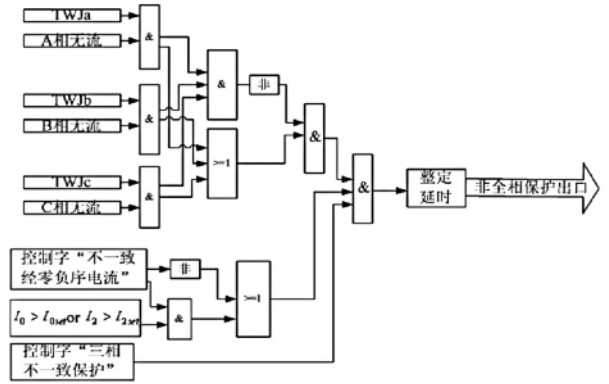 TWJa
&
A相无流
TWJb
&
B相无流
TWJc
&
C相无流
&
非
>=1
&
&
整定
延时
非全相保护出口
控制字“不一致
经零负序电流”
非
&
>=1
I₀ > I₀set or I₂ > I₂set
控制字“三相
不一致保护”